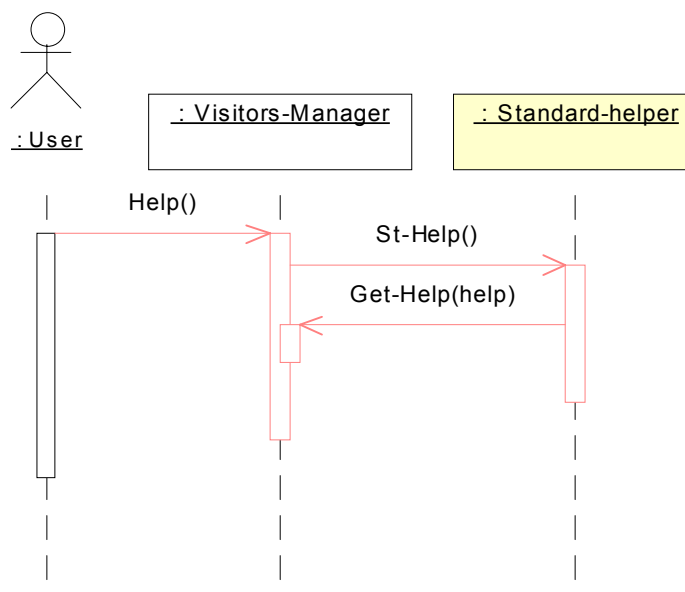 : User
: Visitors-Manager
: Standard-helper
Help()
St-Help()
Get-Help(help)